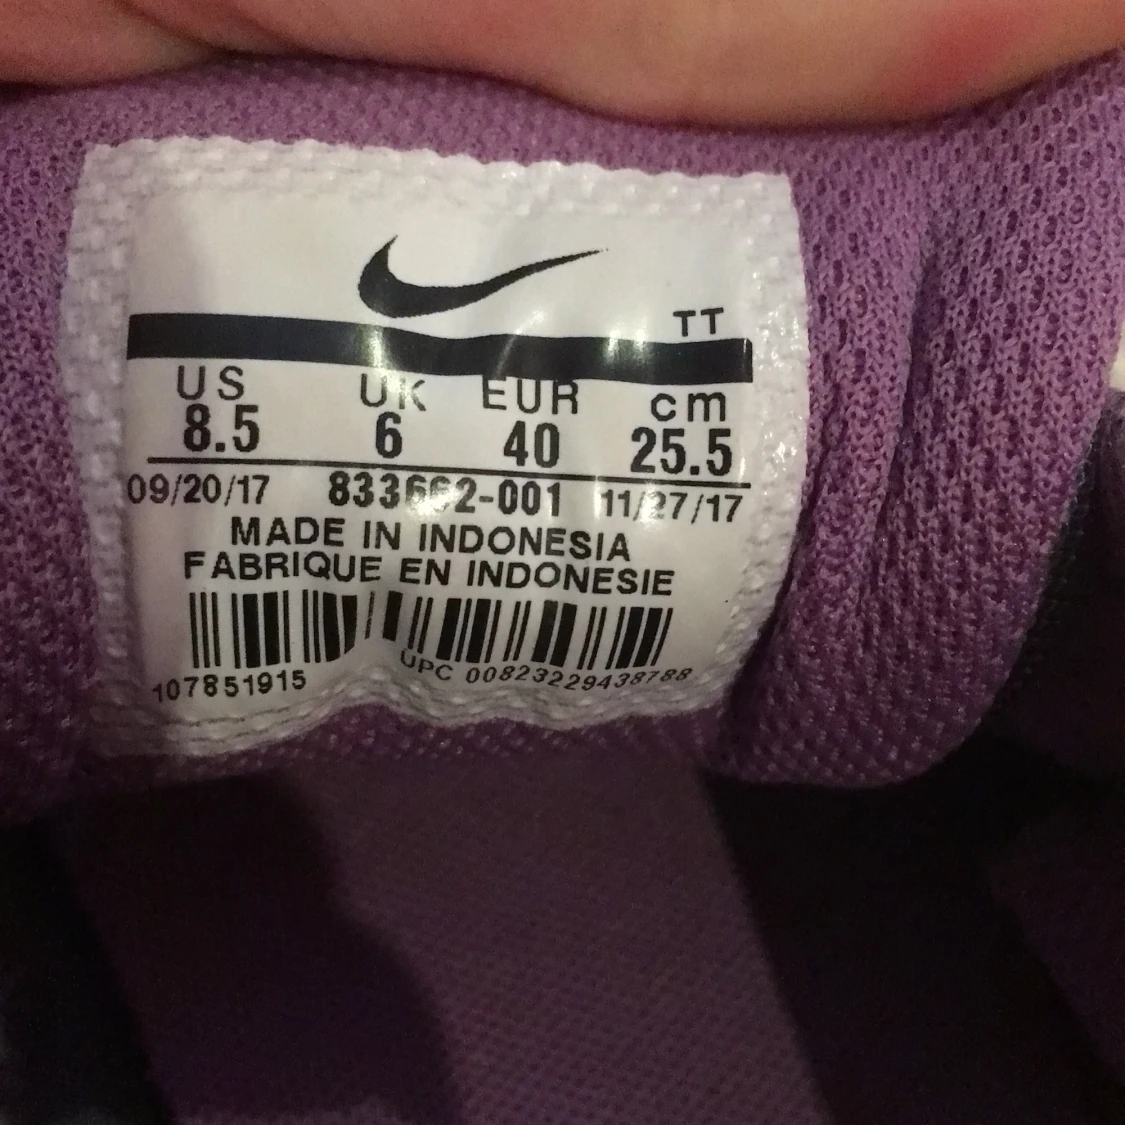 TT
US UK EUR cm
8.5 6 40 25.5
09/20/17 833662-001 11/27/17
MADE IN INDONESIA
FABRIQUE EN INDONESIE
107851915 UPC 00823229438788